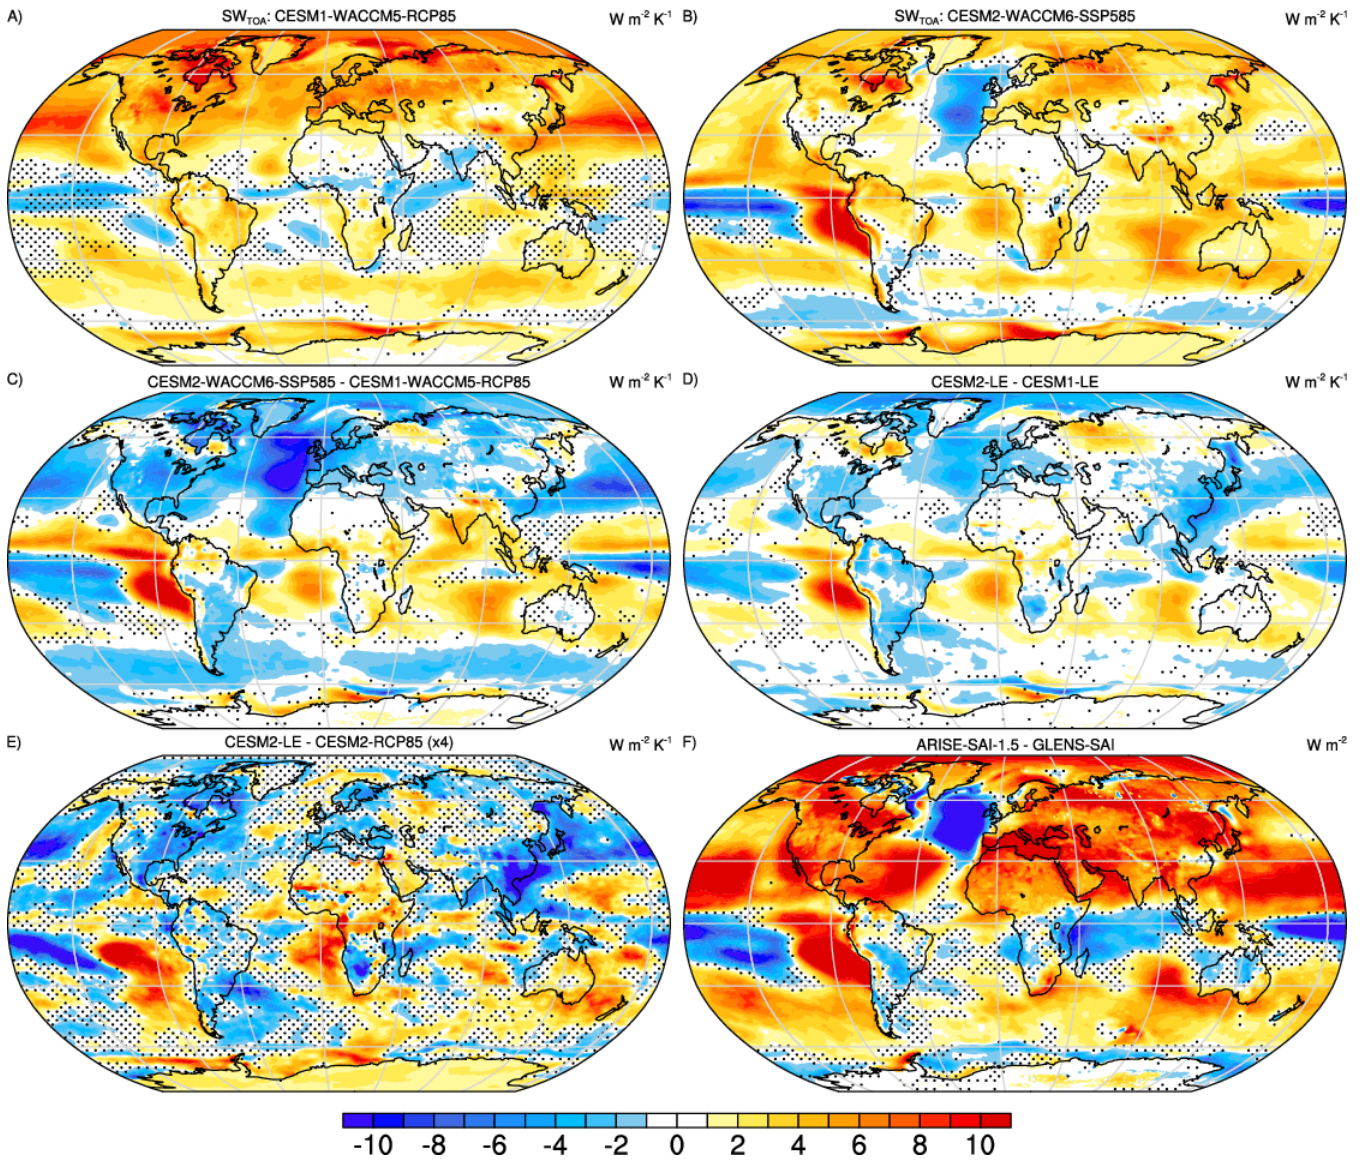 A) SW_TOA: CESM1-WACCM5-RCP85 W m⁻² K⁻¹
B) SW_TOA: CESM2-WACCM6-SSP585 W m⁻² K⁻¹
C) CESM2-WACCM6-SSP585 - CESM1-WACCM5-RCP85 W m⁻² K⁻¹
D) CESM2-LE - CESM1-LE W m⁻² K⁻¹
E) CESM2-LE - CESM2-RCP85 (x4) W m⁻² K⁻¹
F) ARISE-SAI-1.5 - GLENS-SAI W m⁻²
-10 -8 -6 -4 -2 0 2 4 6 8 10